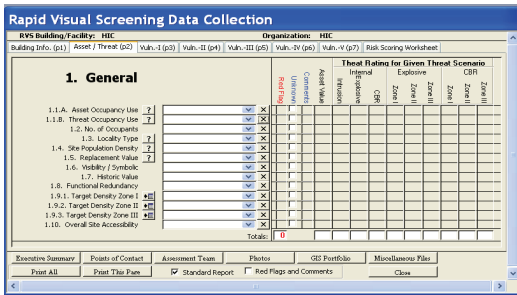 Rapid Visual Screening Data Collection
RVS Building/Facility: HIC Organization: HIC
Building Info. (p1) Asset / Threat (p2) Vuln.-I (p3) Vuln.-II (p4) Vuln.-III (p5) Vuln.-IV (p6) Vuln.-V (p7) Risk Scoring Worksheet
Theat Rating for Given Threat Scenario
Internal Explosive CBR
1. General
Red Flag Unknown Comments Asset Value Intrusion Explosive CBR Zone I Zone II Zone III Zone I Zone II Zone III
1.1.A. Asset Occupancy Use ? X
1.1.B. Threat Occupancy Use ? X
1.2. No. of Occupants X
1.3. Locality Type ? X
1.4. Site Population Density ? X
1.5. Replacement Value ? X
1.6. Visibility / Symbolic X
1.7. Historic Value X
1.8. Functional Redundancy X
1.9.1. Target Density Zone I X
1.9.2. Target Density Zone II X
1.9.3. Target Density Zone III X
1.10. Overall Site Accessibility X
Totals: 0
Executive Summary Points of Contact Assessment Team Photos GIS Portfolio Miscellaneous Files
Print All Print This Page Standard Report Red Flags and Comments Close